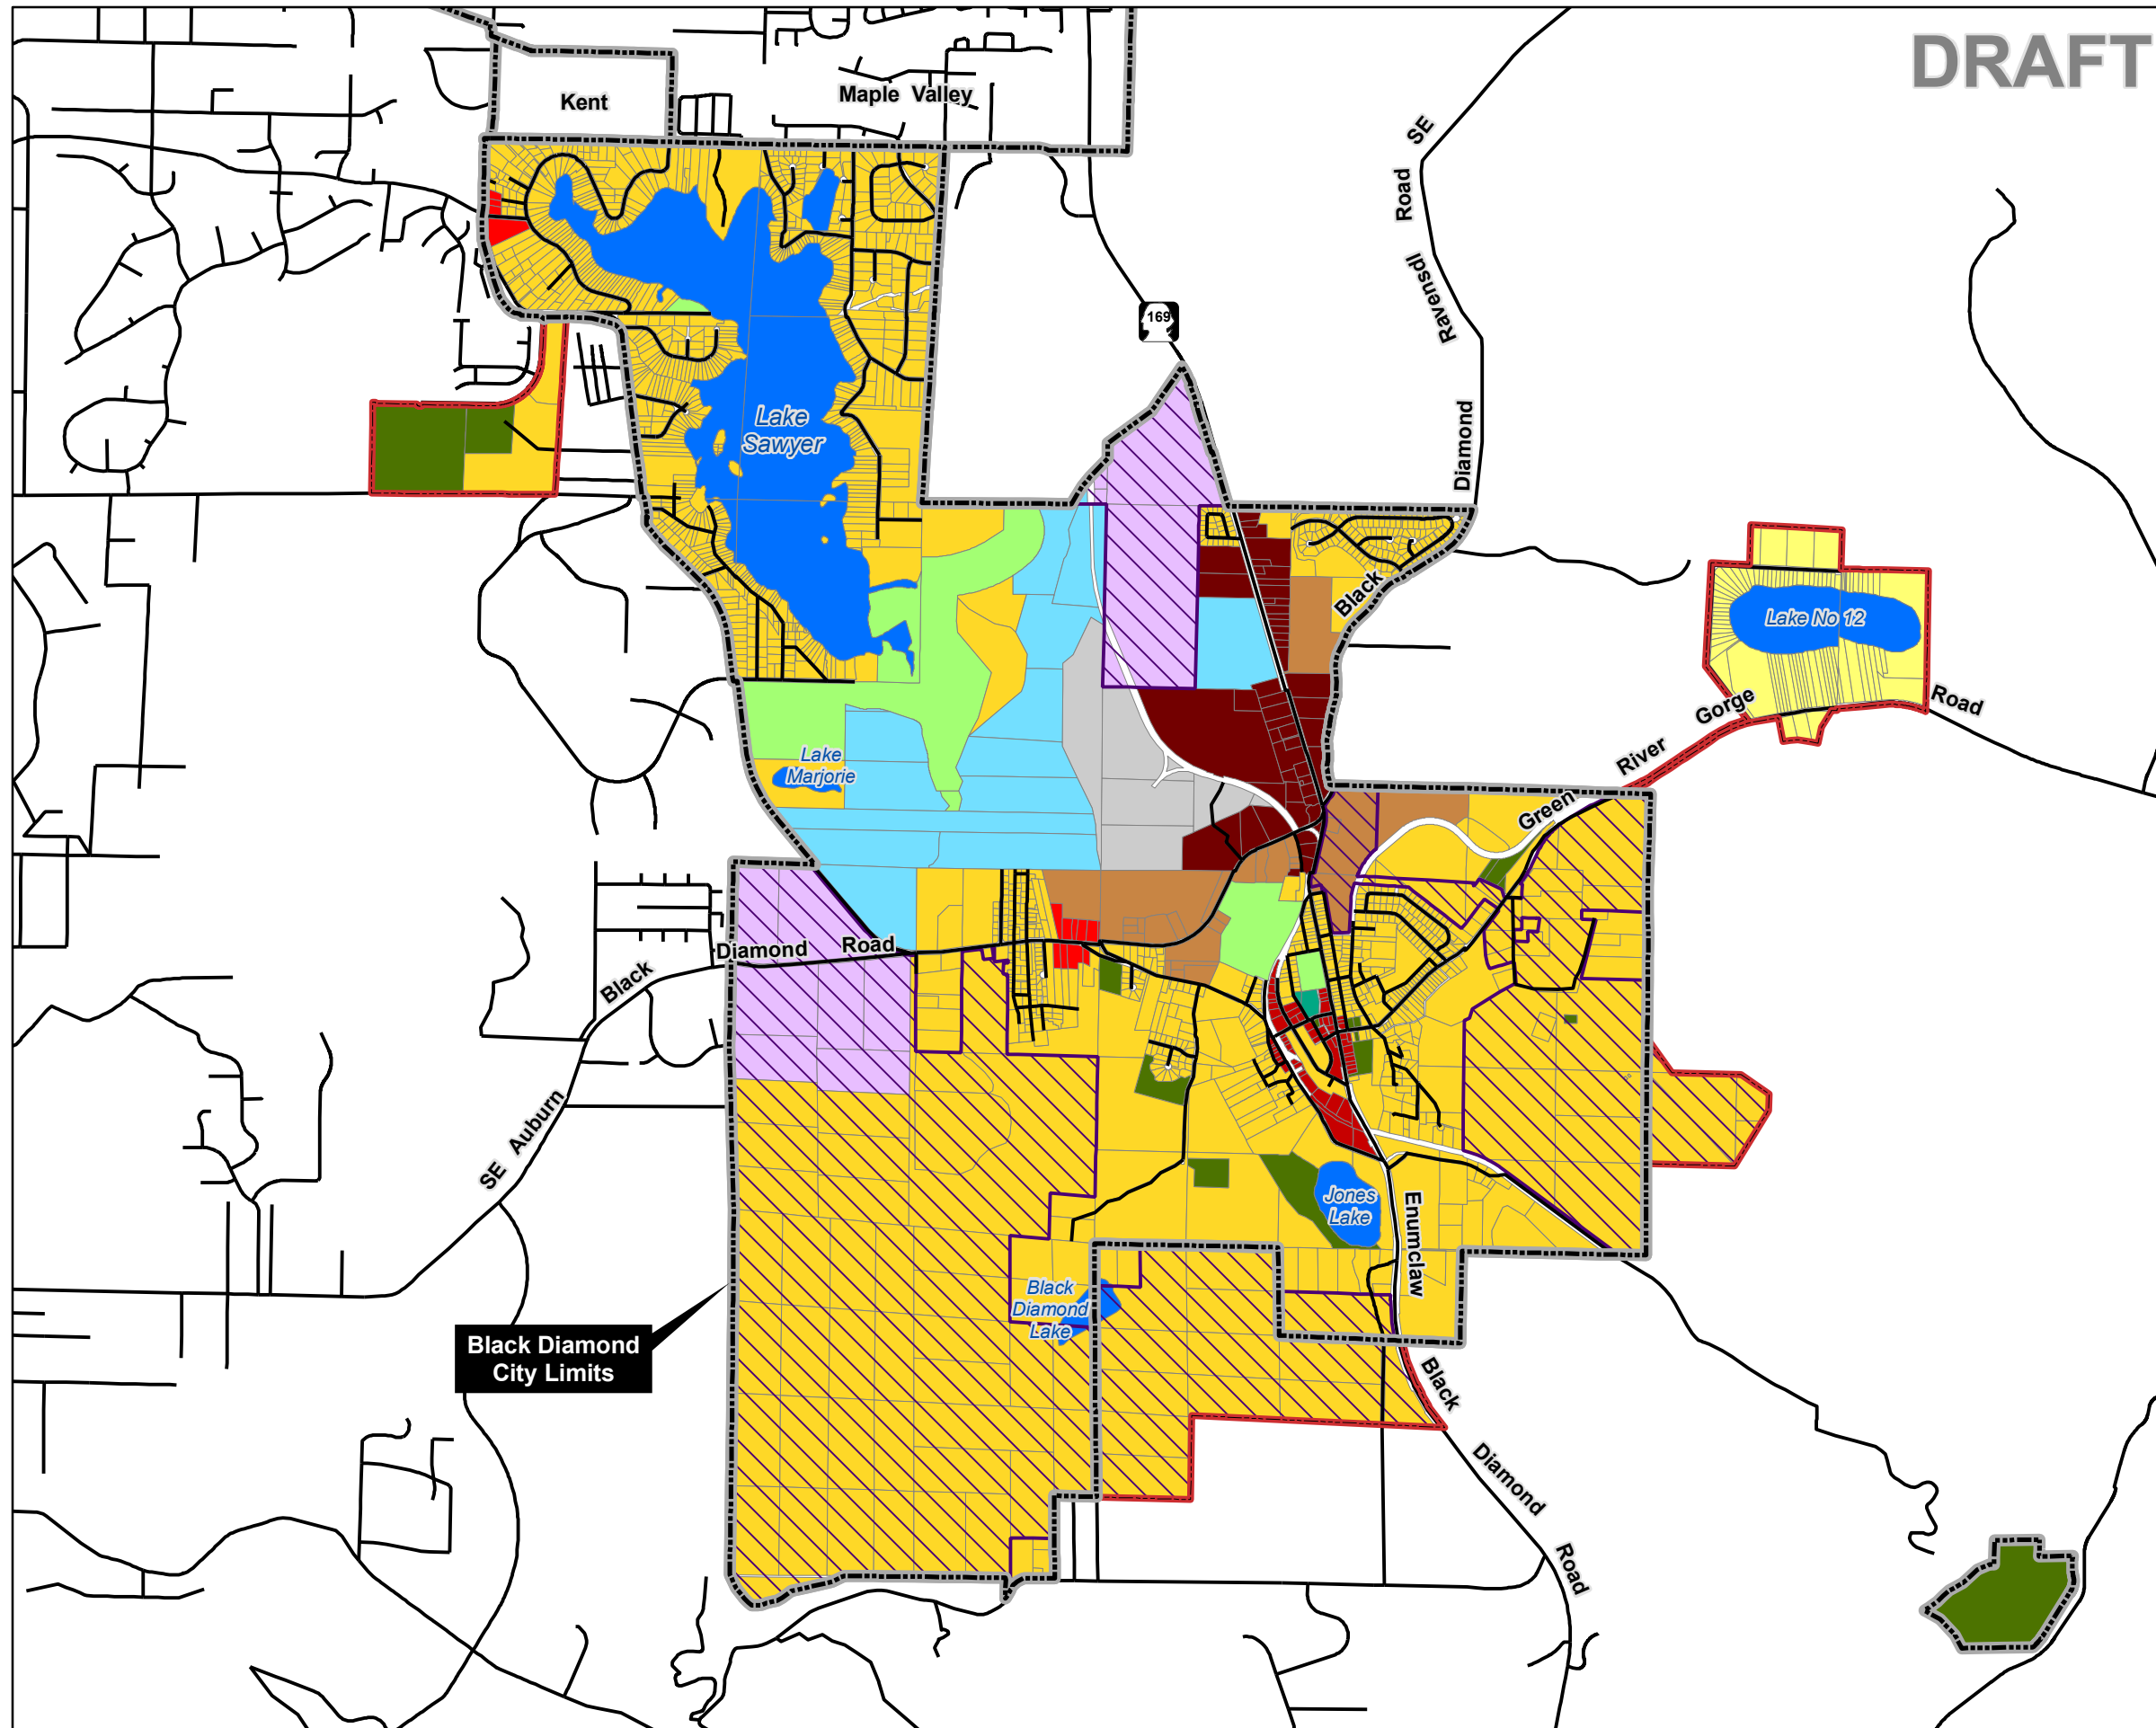 DRAFT
Kent
Maple Valley
SE
Road
Ravensdl
Diamond
Black
169
Lake
Sawyer
Lake No 12
Gorge
Road
River
Green
Lake
Marjorie
Diamond Road
Black
Auburn
SE
Jones
Lake
Enumclaw
Black
Diamond
Lake
Black Diamond
City Limits
Black
Diamond
Road